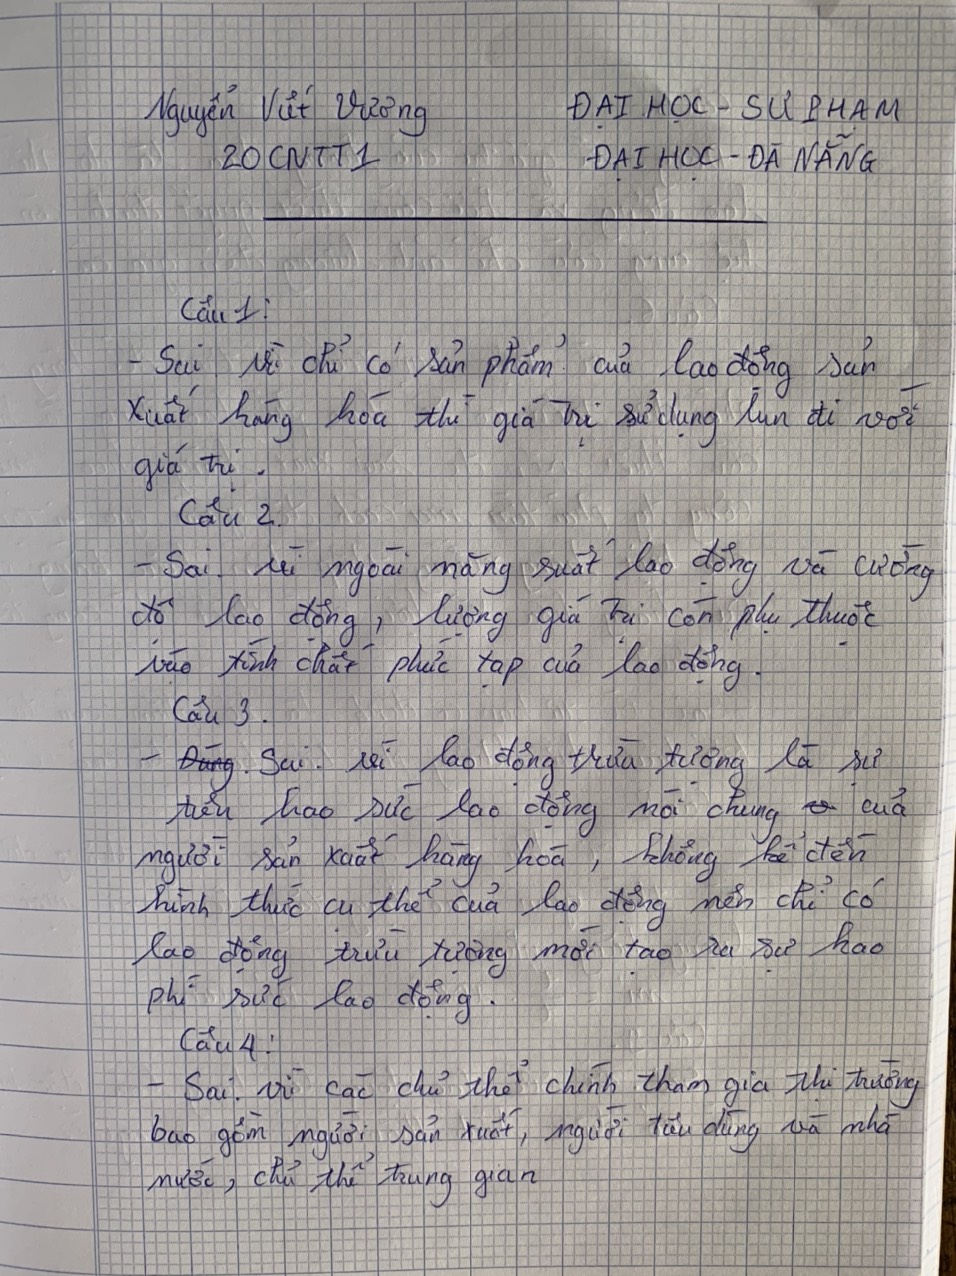 Nguyễn Viết Vương ĐẠI HỌC - SƯ PHẠM
20CNTT1 ĐẠI HỌC - ĐÀ NẴNG
Câu 1:
- Sai vì chỉ có sản phẩm của lao động sản
xuất hàng hóa thì giá trị sử dụng luôn đi với
giá trị.
Câu 2.
- Sai. vì ngoài năng suất lao động và cường
độ lao động, lượng giá trị còn phụ thuộc
vào tính chất phức tạp của lao động.
Câu 3.
- Đúng. Sai. vì lao động trừu tượng là sự
tiêu hao sức lao động nói chung của
người sản xuất hàng hoá, không kể đến
hình thức cụ thể của lao động nên chỉ có
lao động trừu tượng mới tạo ra sự hao
phí sức lao động.
Câu 4:
- Sai. vì các chủ thể chính tham gia thị trường
bao gồm người sản xuất, người tiêu dùng và nhà
nước, chủ thể trung gian